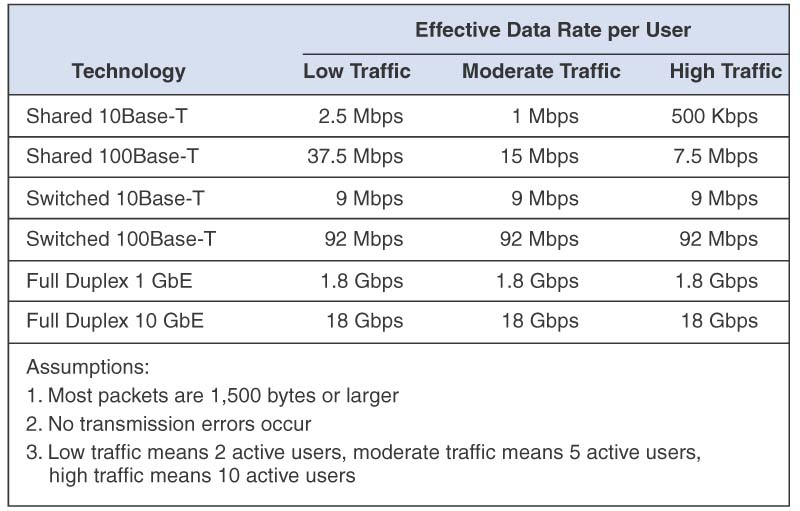 Effective Data Rate per User
Technology Low Traffic Moderate Traffic High Traffic
Shared 10Base-T 2.5 Mbps 1 Mbps 500 Kbps
Shared 100Base-T 37.5 Mbps 15 Mbps 7.5 Mbps
Switched 10Base-T 9 Mbps 9 Mbps 9 Mbps
Switched 100Base-T 92 Mbps 92 Mbps 92 Mbps
Full Duplex 1 GbE 1.8 Gbps 1.8 Gbps 1.8 Gbps
Full Duplex 10 GbE 18 Gbps 18 Gbps 18 Gbps
Assumptions:
1. Most packets are 1,500 bytes or larger
2. No transmission errors occur
3. Low traffic means 2 active users, moderate traffic means 5 active users,
high traffic means 10 active users